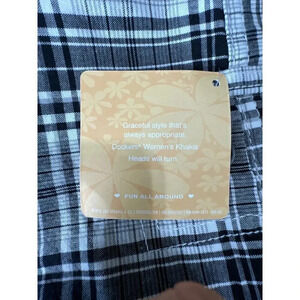 Graceful style that's
always appropriate.
Dockers® Women's Khakis
Heads will turn.
FUN ALL AROUND